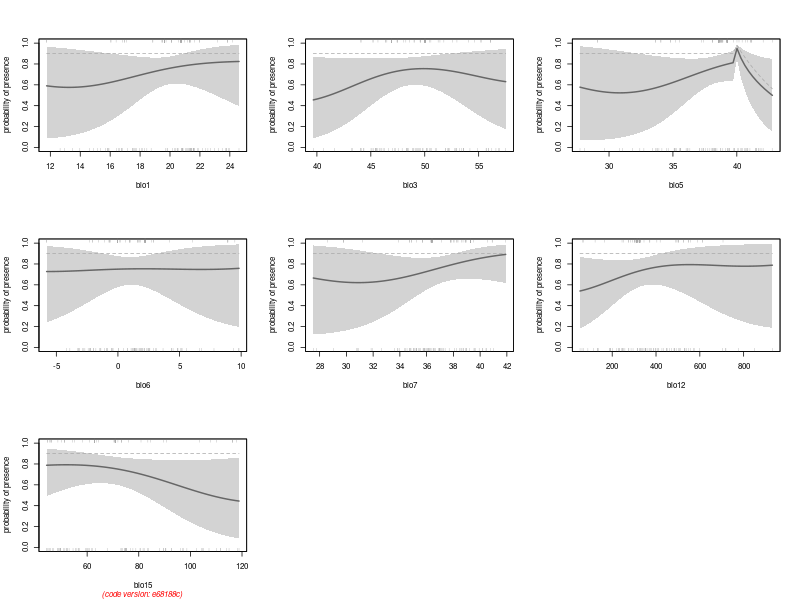 probability of presence
0.0 0.2 0.4 0.6 0.8 1.0
12 14 16 18 20 22 24
bio1
probability of presence
0.0 0.2 0.4 0.6 0.8 1.0
40 45 50 55
bio3
probability of presence
0.0 0.2 0.4 0.6 0.8 1.0
30 35 40
bio5
probability of presence
0.0 0.2 0.4 0.6 0.8 1.0
-5 0 5 10
bio6
probability of presence
0.0 0.2 0.4 0.6 0.8 1.0
28 30 32 34 36 38 40 42
bio7
probability of presence
0.0 0.2 0.4 0.6 0.8 1.0
200 400 600 800
bio12
probability of presence
0.0 0.2 0.4 0.6 0.8 1.0
60 80 100 120
bio15
(code version: e68188c)